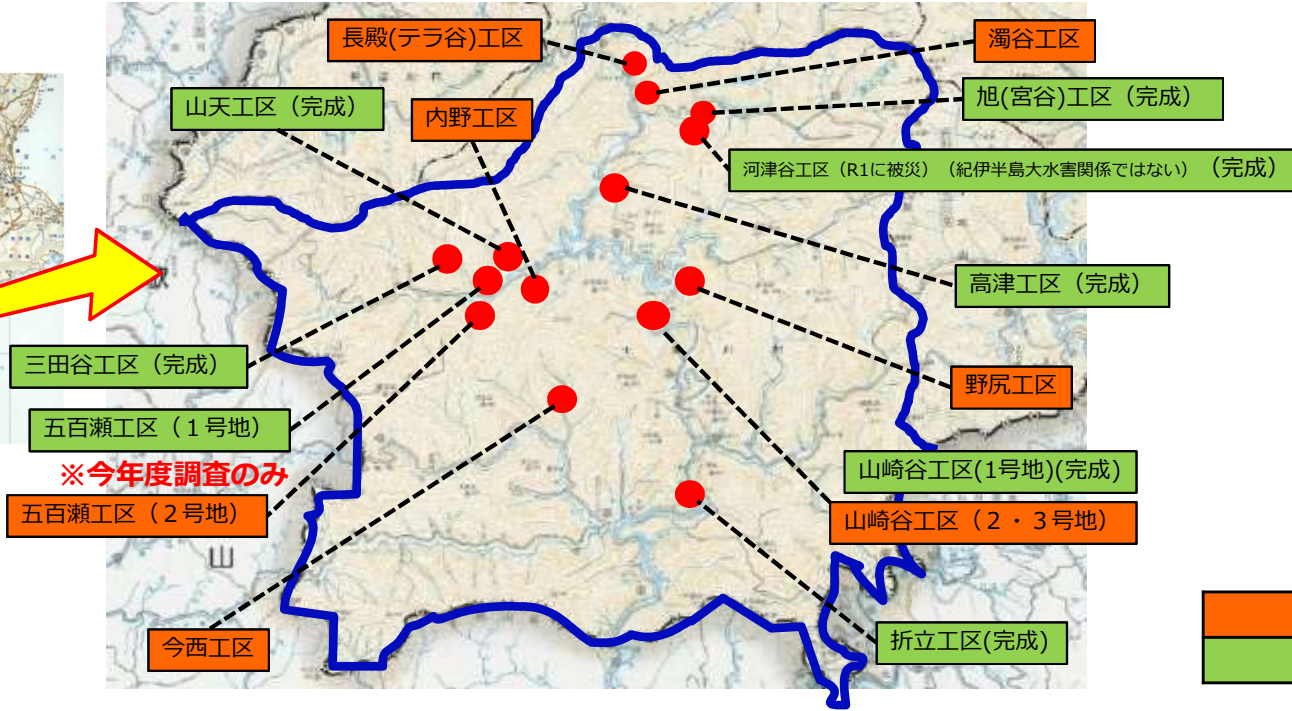 長殿(テラ谷)工区
濁谷工区
山天工区（完成）
内野工区
旭(宮谷)工区（完成）
河津谷工区（R1に被災）（紀伊半島大水害関係ではない）（完成）
高津工区（完成）
三田谷工区（完成）
野尻工区
五百瀬工区（１号地）
※今年度調査のみ
山崎谷工区(1号地)(完成)
五百瀬工区（２号地）
山崎谷工区（２・３号地）
山
今西工区
折立工区(完成)